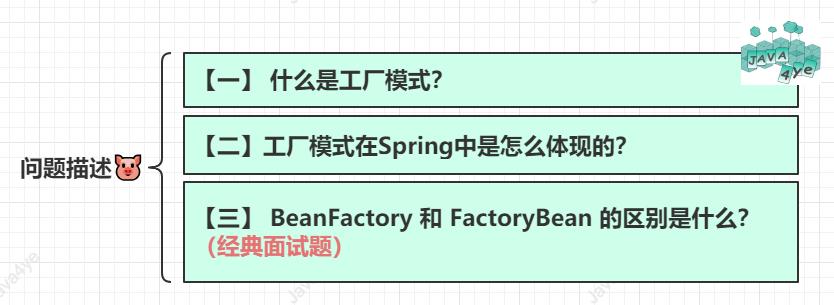 问题描述
【一】 什么是工厂模式？
【二】工厂模式在Spring中是怎么体现的？
【三】 BeanFactory 和 FactoryBean 的区别是什么？
（经典面试题）
JAVA
4ye
Java4ye